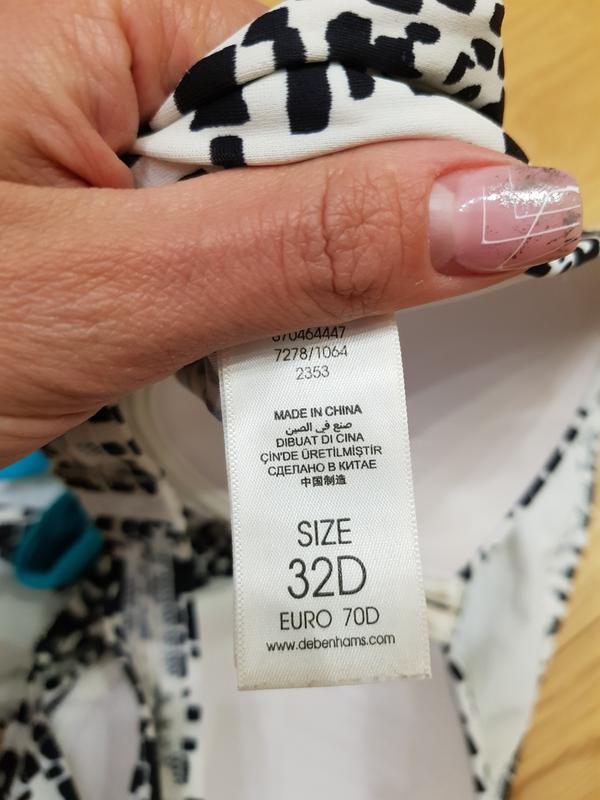 870464447
7278/1064
2353
MADE IN CHINA
صنع في الصين
DIBUAT DI CINA
ÇİN'DE ÜRETİLMİŞTİR
СДЕЛАНО В КИТАЕ
中国制造
SIZE
32D
EURO 70D
www.debenhams.com